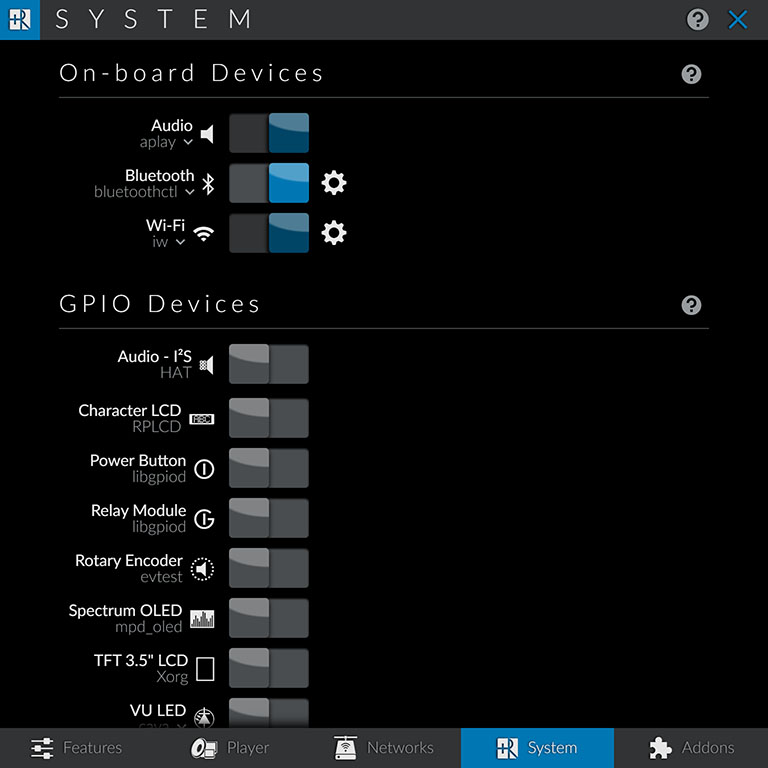 SYSTEM
On-board Devices
Audio
aplay
Bluetooth
bluetoothctl
Wi-Fi
iw
GPIO Devices
Audio - I²S
HAT
Character LCD
RPLCD
Power Button
libgpiod
Relay Module
libgpiod
Rotary Encoder
evtest
Spectrum OLED
mpd_oled
TFT 3.5" LCD
Xorg
VU LED
Features Player Networks System Addons